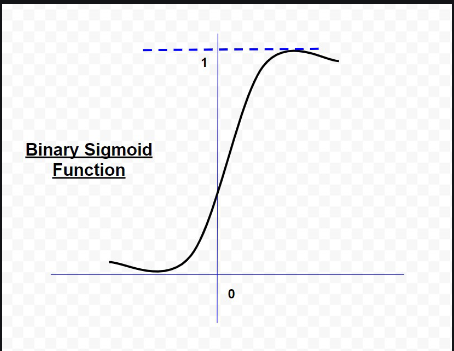 1
Binary Sigmoid
Function
0